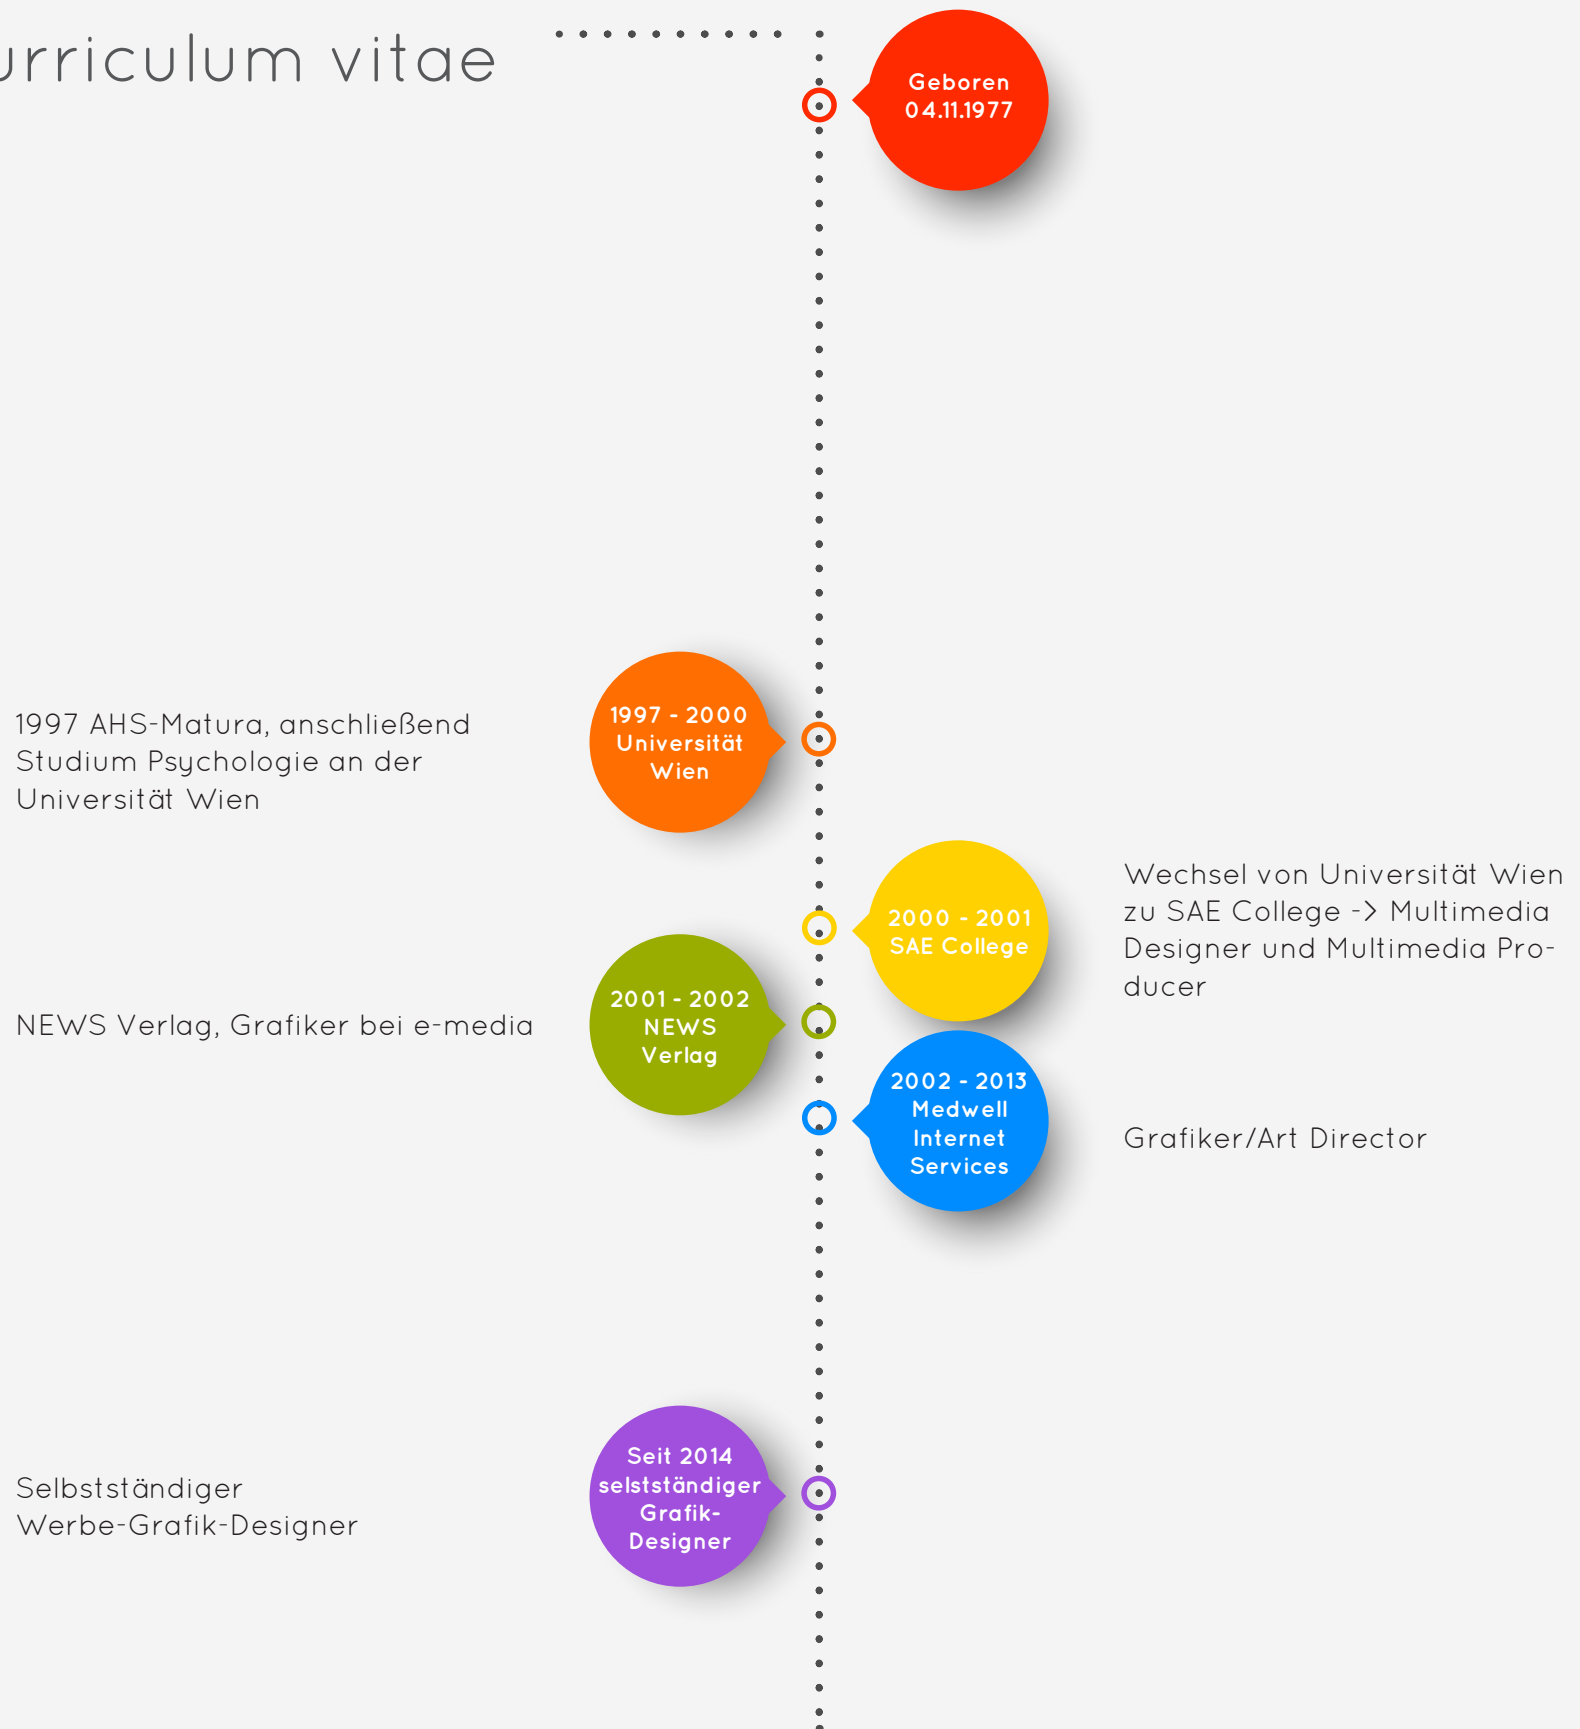 urriculum vitae
Geboren
04.11.1977
1997 AHS-Matura, anschließend
Studium Psychologie an der
Universität Wien
1997 - 2000
Universität
Wien
2000 - 2001
SAE College
Wechsel von Universität Wien
zu SAE College -> Multimedia
Designer und Multimedia Pro-
ducer
NEWS Verlag, Grafiker bei e-media
2001 - 2002
NEWS
Verlag
2002 - 2013
Medwell
Internet
Services
Grafiker/Art Director
Selbstständiger
Werbe-Grafik-Designer
Seit 2014
selstständiger
Grafik-
Designer